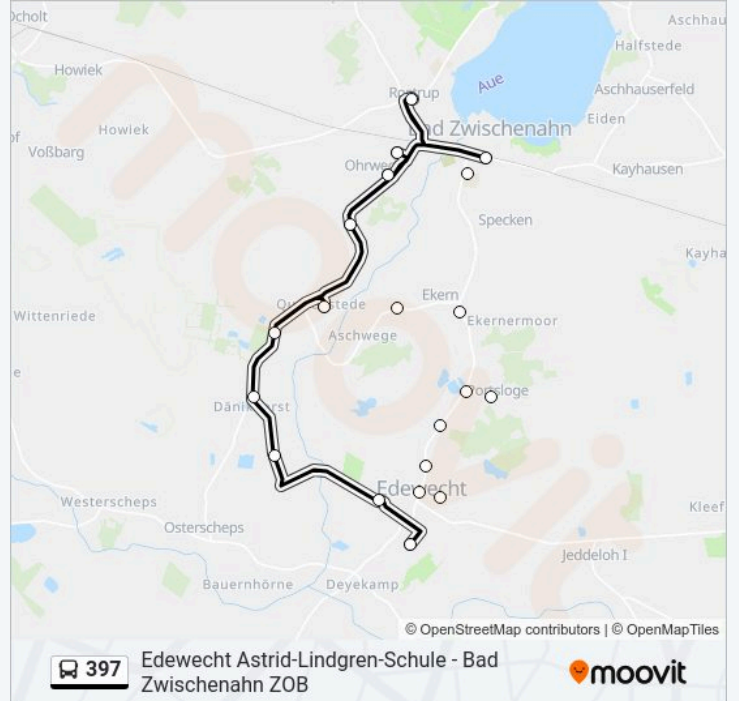 Ocholt
Aschhau
Halfstede
Howiek
Aue
Rostrup
Aschhauserfeld
Bad Zwischenahn
Eiden
Howiek
Voßbarg
Ohrwege
Kayhausen
Specken
Kayha
Ekern
Querenstede
Wittenriede
Ekernermoor
Aschwege
Portsloge
Dänikhorst
Edewecht
Westerscheps
Kleef
Osterscheps
Jeddeloh I
Bauernhörne
Deyekamp
moovit
© OpenStreetMap contributors | © OpenMapTiles
397
Edewecht Astrid-Lindgren-Schule - Bad
Zwischenahn ZOB
moovit